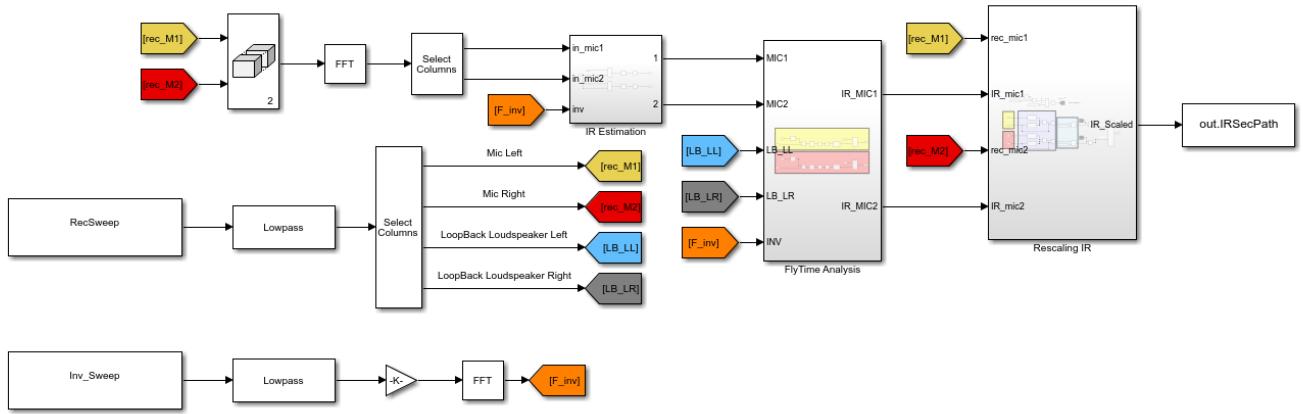 [rec_M1]
[rec_M2]
2
FFT
Select
Columns
in_mic1
in_mic2
inv
1
2
[F_inv]
IR Estimation
MIC1
MIC2
LB_LL
LB_LR
INV
IR_MIC1
IR_MIC2
[LB_LL]
[LB_LR]
[F_inv]
FlyTime Analysis
[rec_M1]
[rec_M2]
rec_mic1
IR_mic1
rec_mic2
IR_mic2
IR_Scaled
Rescaling IR
out.IRSecPath
RecSweep
Lowpass
Select
Columns
Mic Left
[rec_M1]
Mic Right
[rec_M2]
LoopBack Loudspeaker Left
[LB_LL]
LoopBack Loudspeaker Right
[LB_LR]
Inv_Sweep
Lowpass
-K-
FFT
[F_inv]